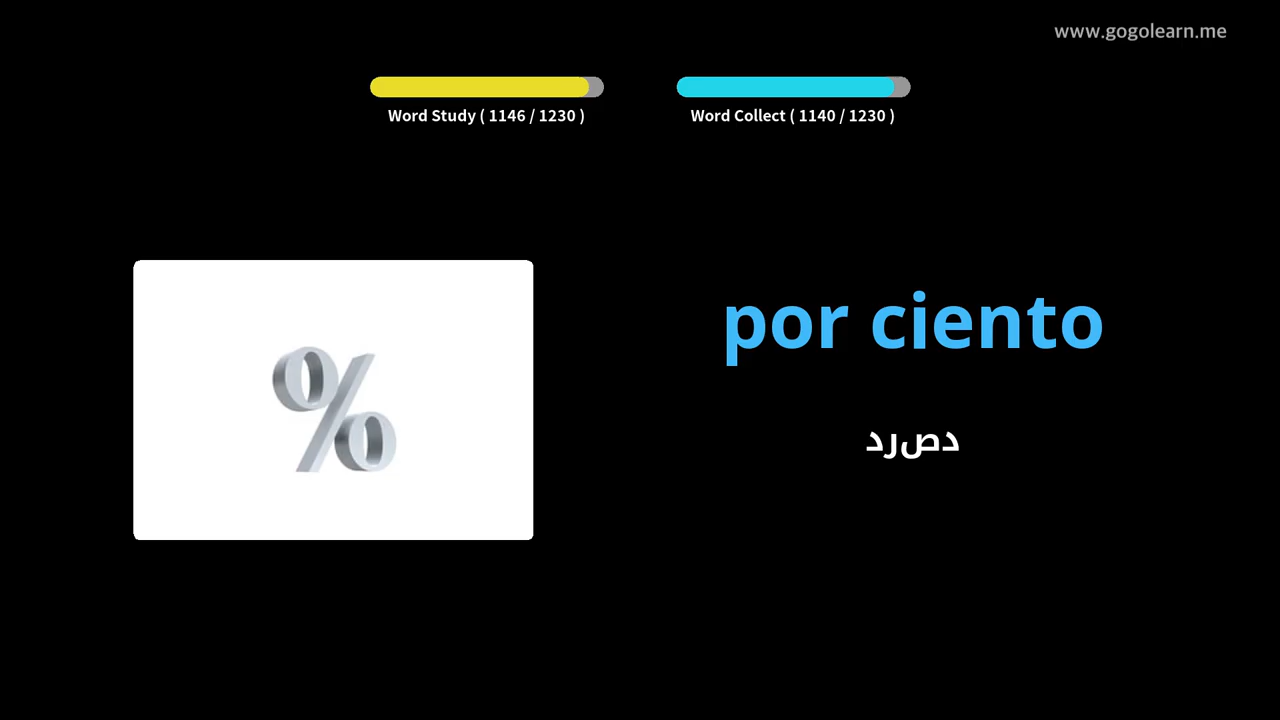 www.gogolearn.me
Word Study ( 1146 / 1230 )
Word Collect ( 1140 / 1230 )
por ciento
درصد